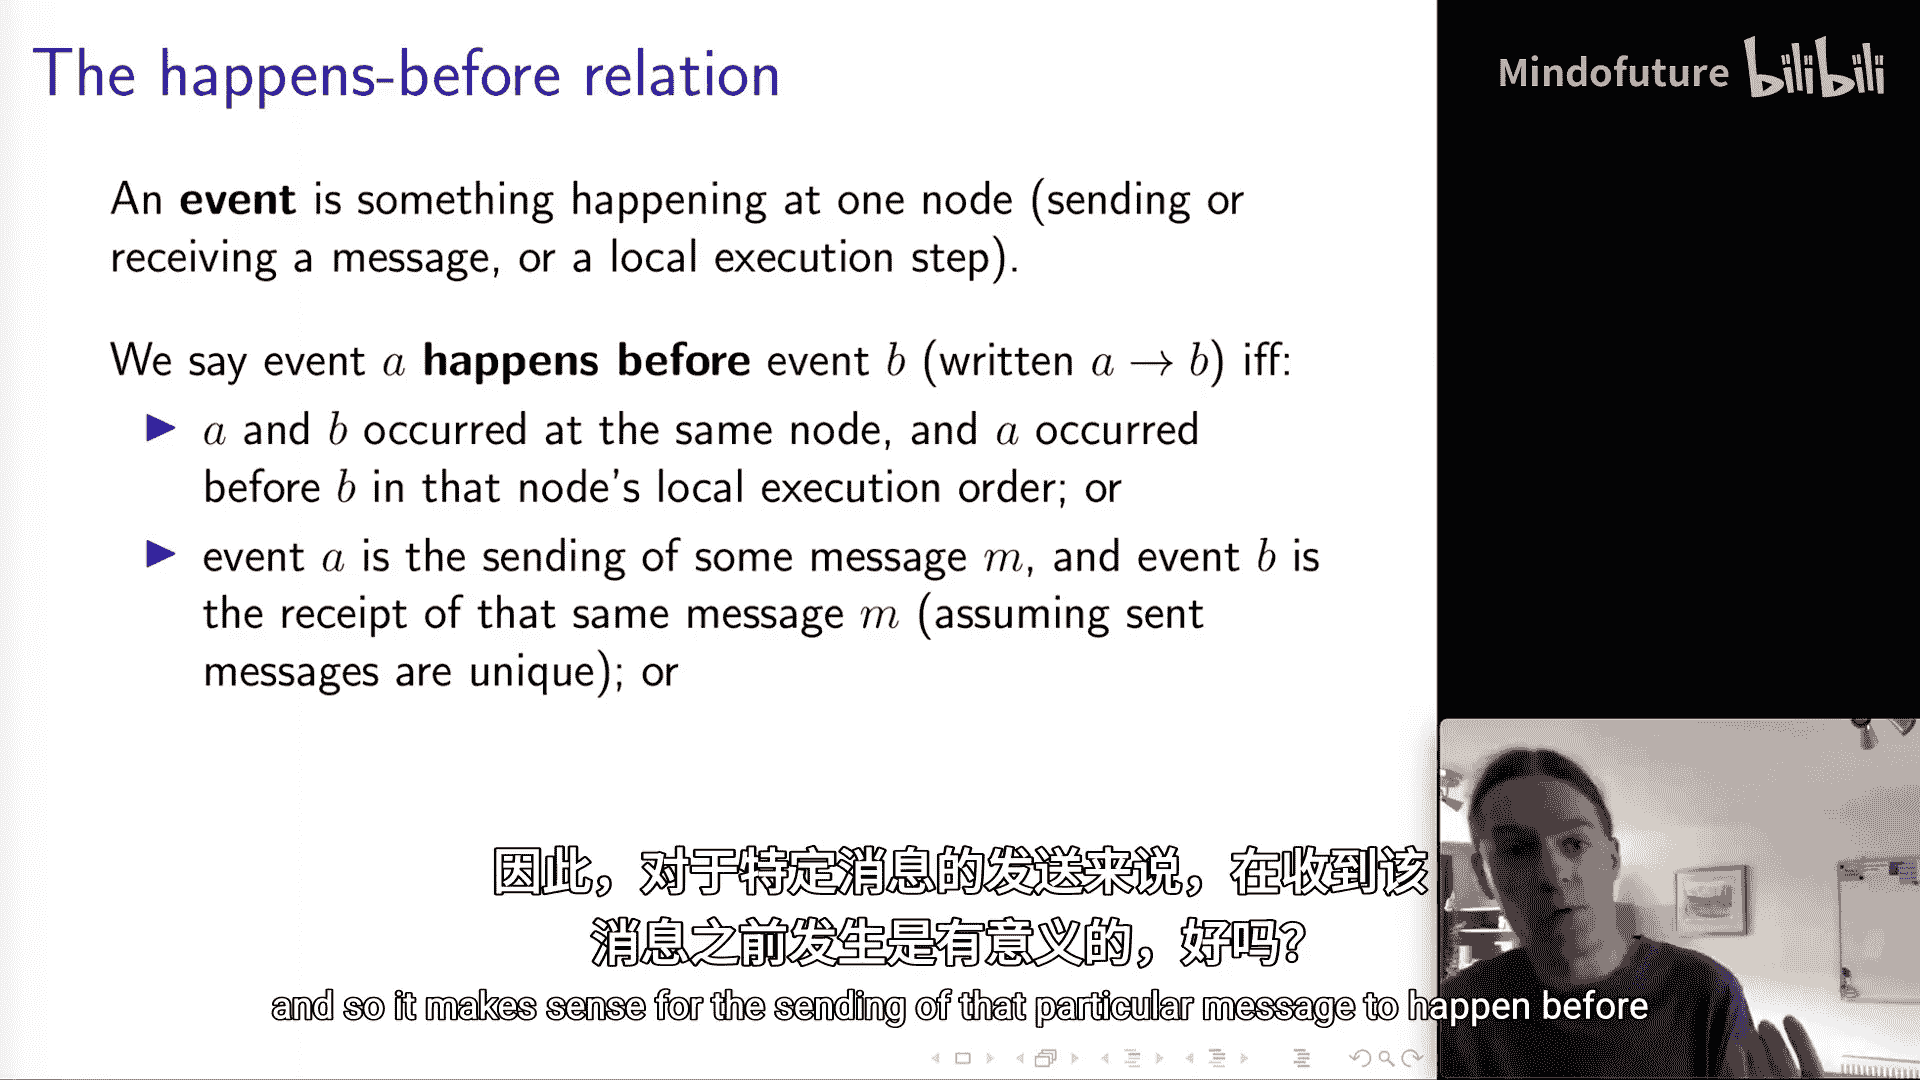 The happens-before relation
Mindofuture bilibili
An event is something happening at one node (sending or
receiving a message, or a local execution step).
We say event a happens before event b (written a → b) iff:
▶ a and b occurred at the same node, and a occurred
before b in that node's local execution order; or
▶ event a is the sending of some message m, and event b is
the receipt of that same message m (assuming sent
messages are unique); or
因此，对于特定消息的发送来说，在收到该
消息之前发生是有意义的，好吗？
and so it makes sense for the sending of that particular message to happen before